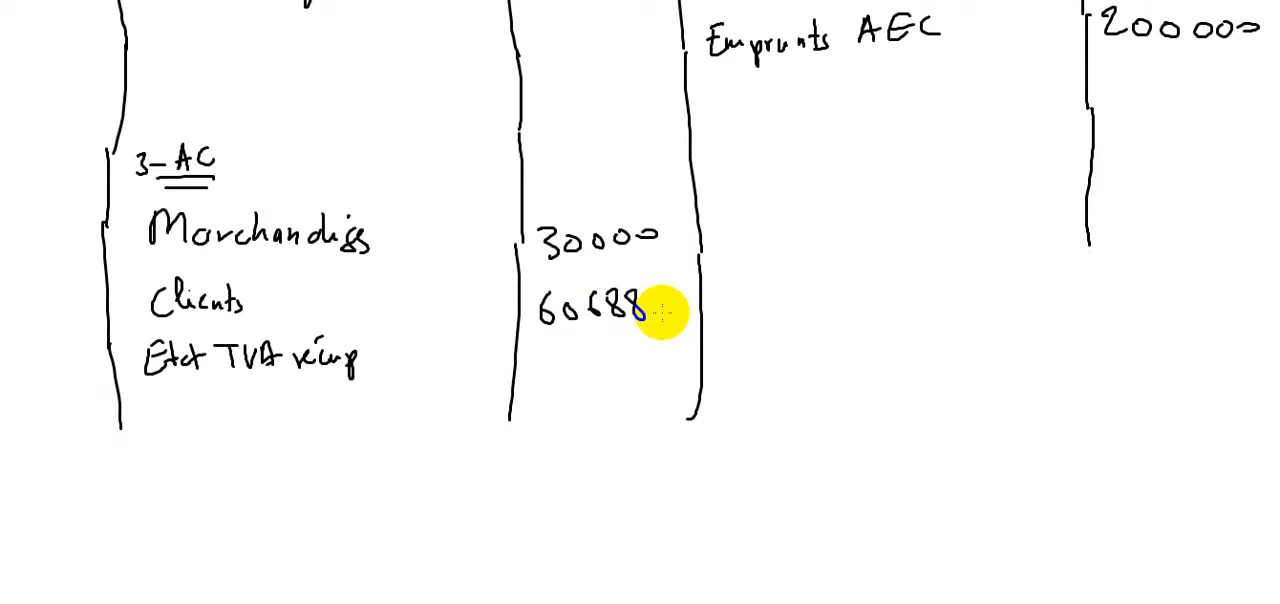 Emprunts AEC 200000
3-AC
Marchandises 30000
Clients 60688
Etat TVA récup